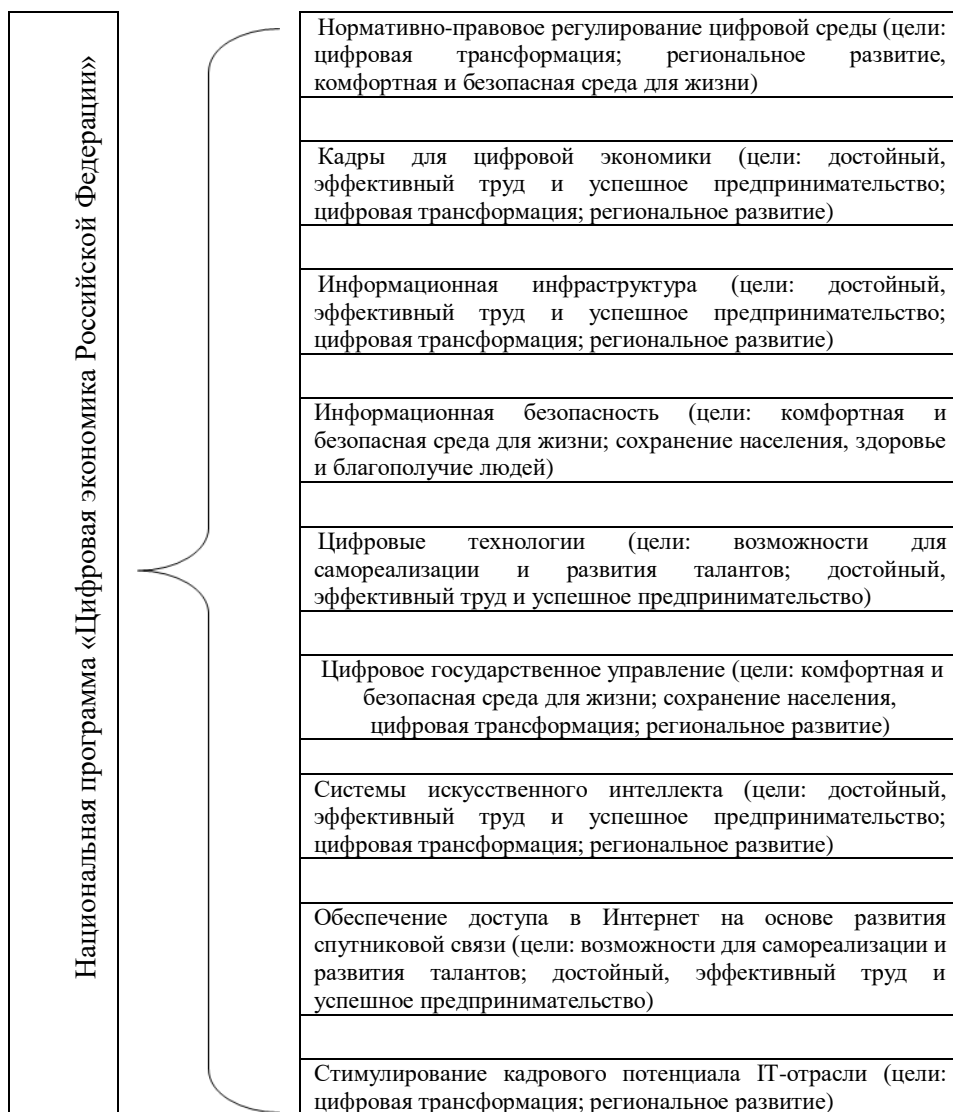 Национальная программа «Цифровая экономика Российской Федерации»
Нормативно-правовое регулирование цифровой среды (цели:
цифровая трансформация; региональное развитие,
комфортная и безопасная среда для жизни)
Кадры для цифровой экономики (цели: достойный,
эффективный труд и успешное предпринимательство;
цифровая трансформация; региональное развитие)
Информационная инфраструктура (цели: достойный,
эффективный труд и успешное предпринимательство;
цифровая трансформация; региональное развитие)
Информационная безопасность (цели: комфортная и
безопасная среда для жизни; сохранение населения, здоровье
и благополучие людей)
Цифровые технологии (цели: возможности для
самореализации и развития талантов; достойный,
эффективный труд и успешное предпринимательство)
Цифровое государственное управление (цели: комфортная и
безопасная среда для жизни; сохранение населения,
цифровая трансформация; региональное развитие)
Системы искусственного интеллекта (цели: достойный,
эффективный труд и успешное предпринимательство;
цифровая трансформация; региональное развитие)
Обеспечение доступа в Интернет на основе развития
спутниковой связи (цели: возможности для самореализации и
развития талантов; достойный, эффективный труд и
успешное предпринимательство)
Стимулирование кадрового потенциала IT-отрасли (цели:
цифровая трансформация; региональное развитие)